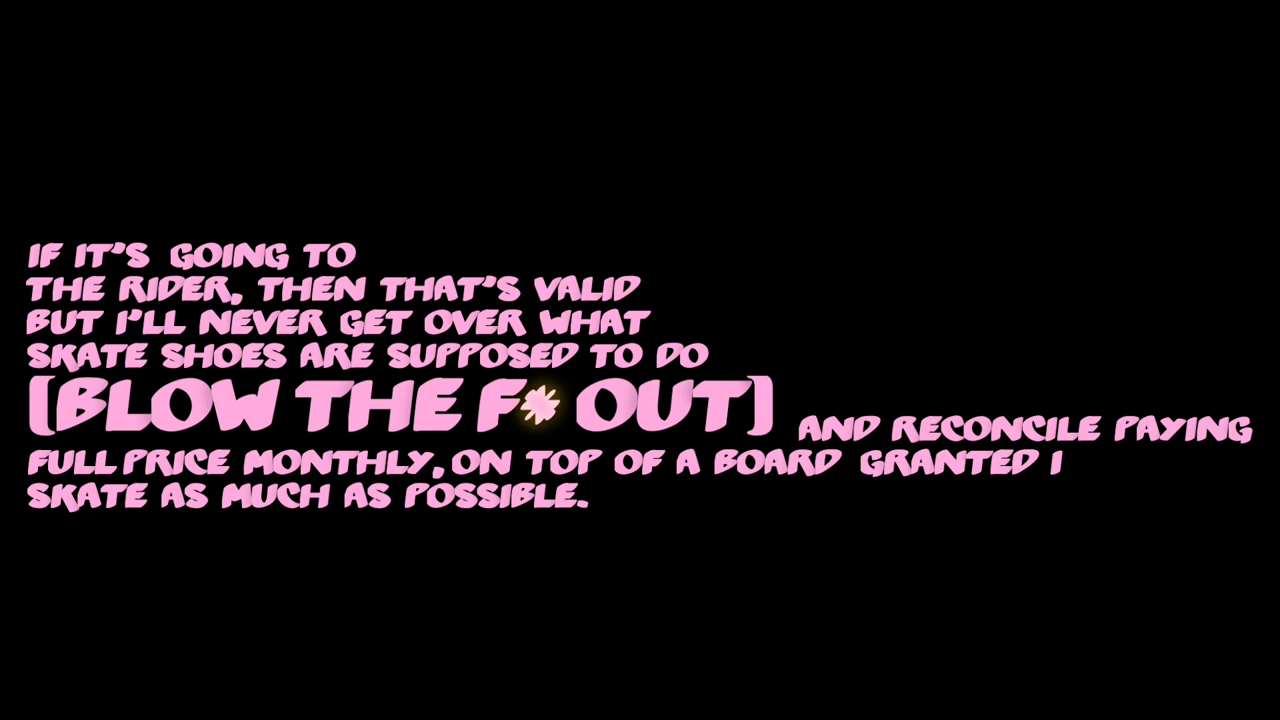 IF IT'S GOING TO
THE RIDER, THEN THAT'S VALID
BUT I'LL NEVER GET OVER WHAT
SKATE SHOES ARE SUPPOSED TO DO
(BLOW THE F* OUT) AND RECONCILE PAYING
FULL PRICE MONTHLY, ON TOP OF A BOARD GRANTED I
SKATE AS MUCH AS POSSIBLE.